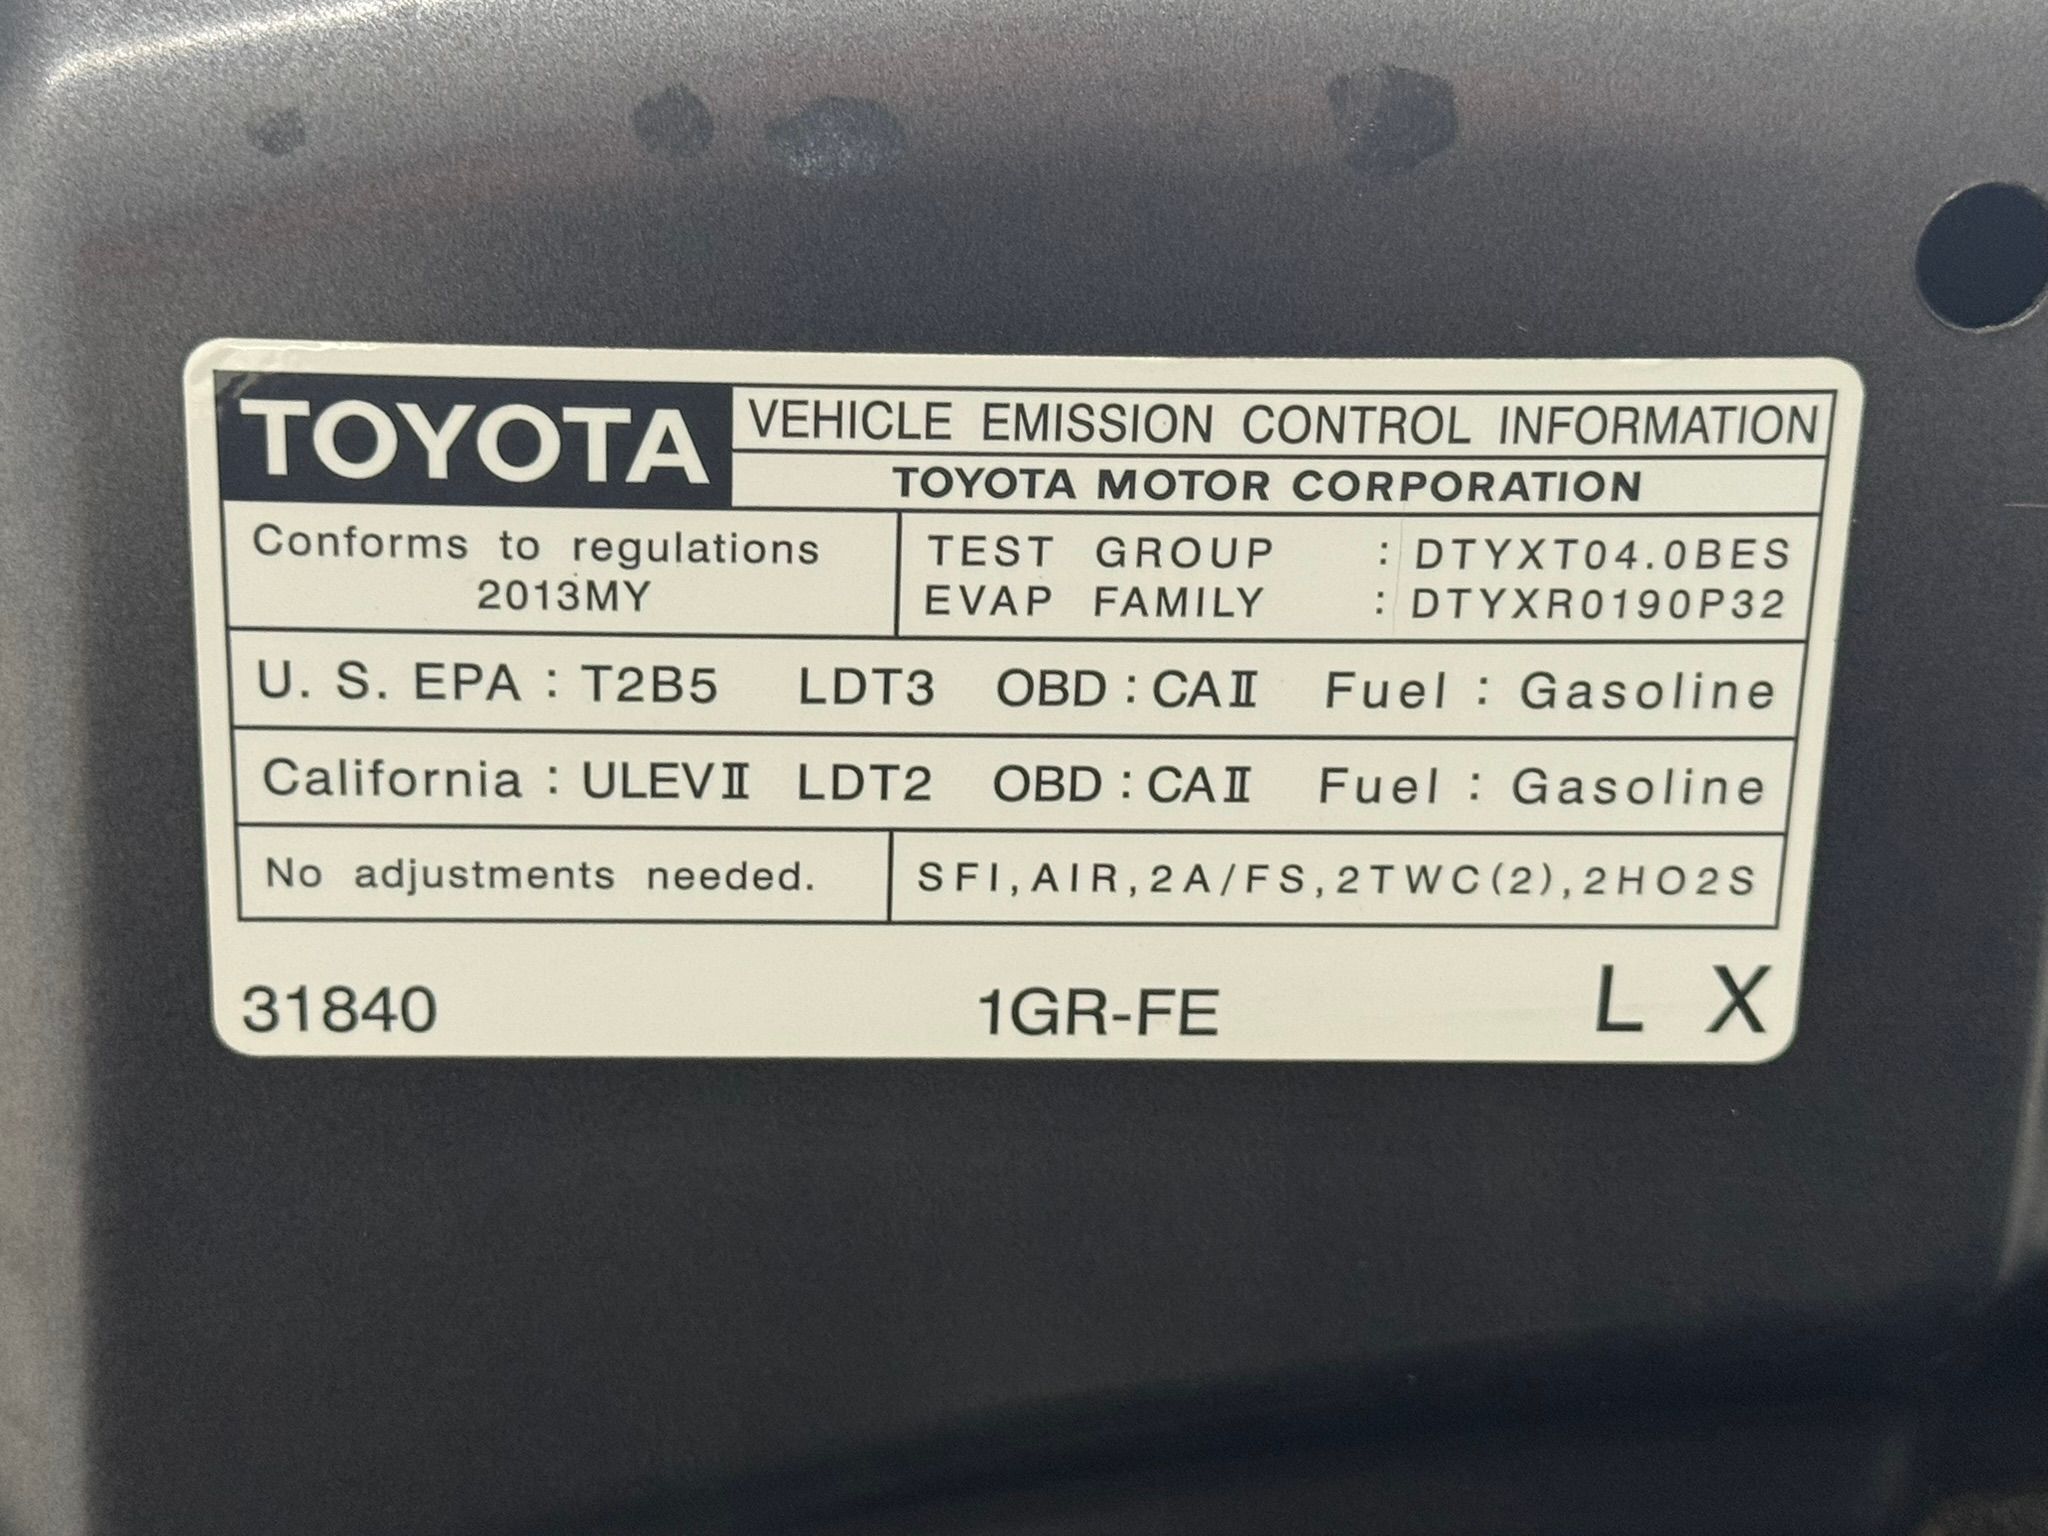 TOYOTA
VEHICLE EMISSION CONTROL INFORMATION
TOYOTA MOTOR CORPORATION
Conforms to regulations
2013MY
TEST GROUP : DTYXT04.0BES
EVAP FAMILY : DTYXR0190P32
U. S. EPA : T2B5 LDT3 OBD : CAⅡ Fuel : Gasoline
California : ULEVⅡ LDT2 OBD : CAⅡ Fuel : Gasoline
No adjustments needed.
SFI,AIR,2A/FS,2TWC(2),2HO2S
31840 1GR-FE L X